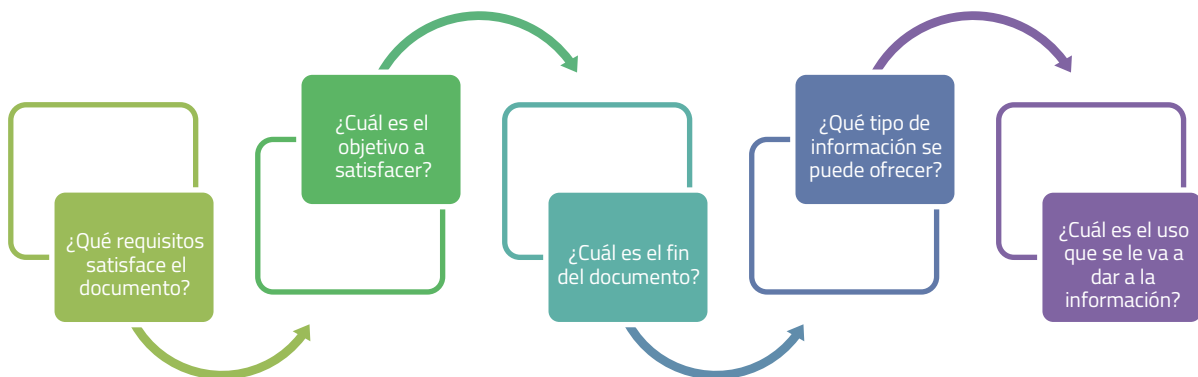 ¿Qué requisitos
satisface el
documento?
¿Cuál es el
objetivo a
satisfacer?
¿Cuál es el fin
del documento?
¿Qué tipo de
información se
puede ofrecer?
¿Cuál es el uso
que se le va a
dar a la
información?